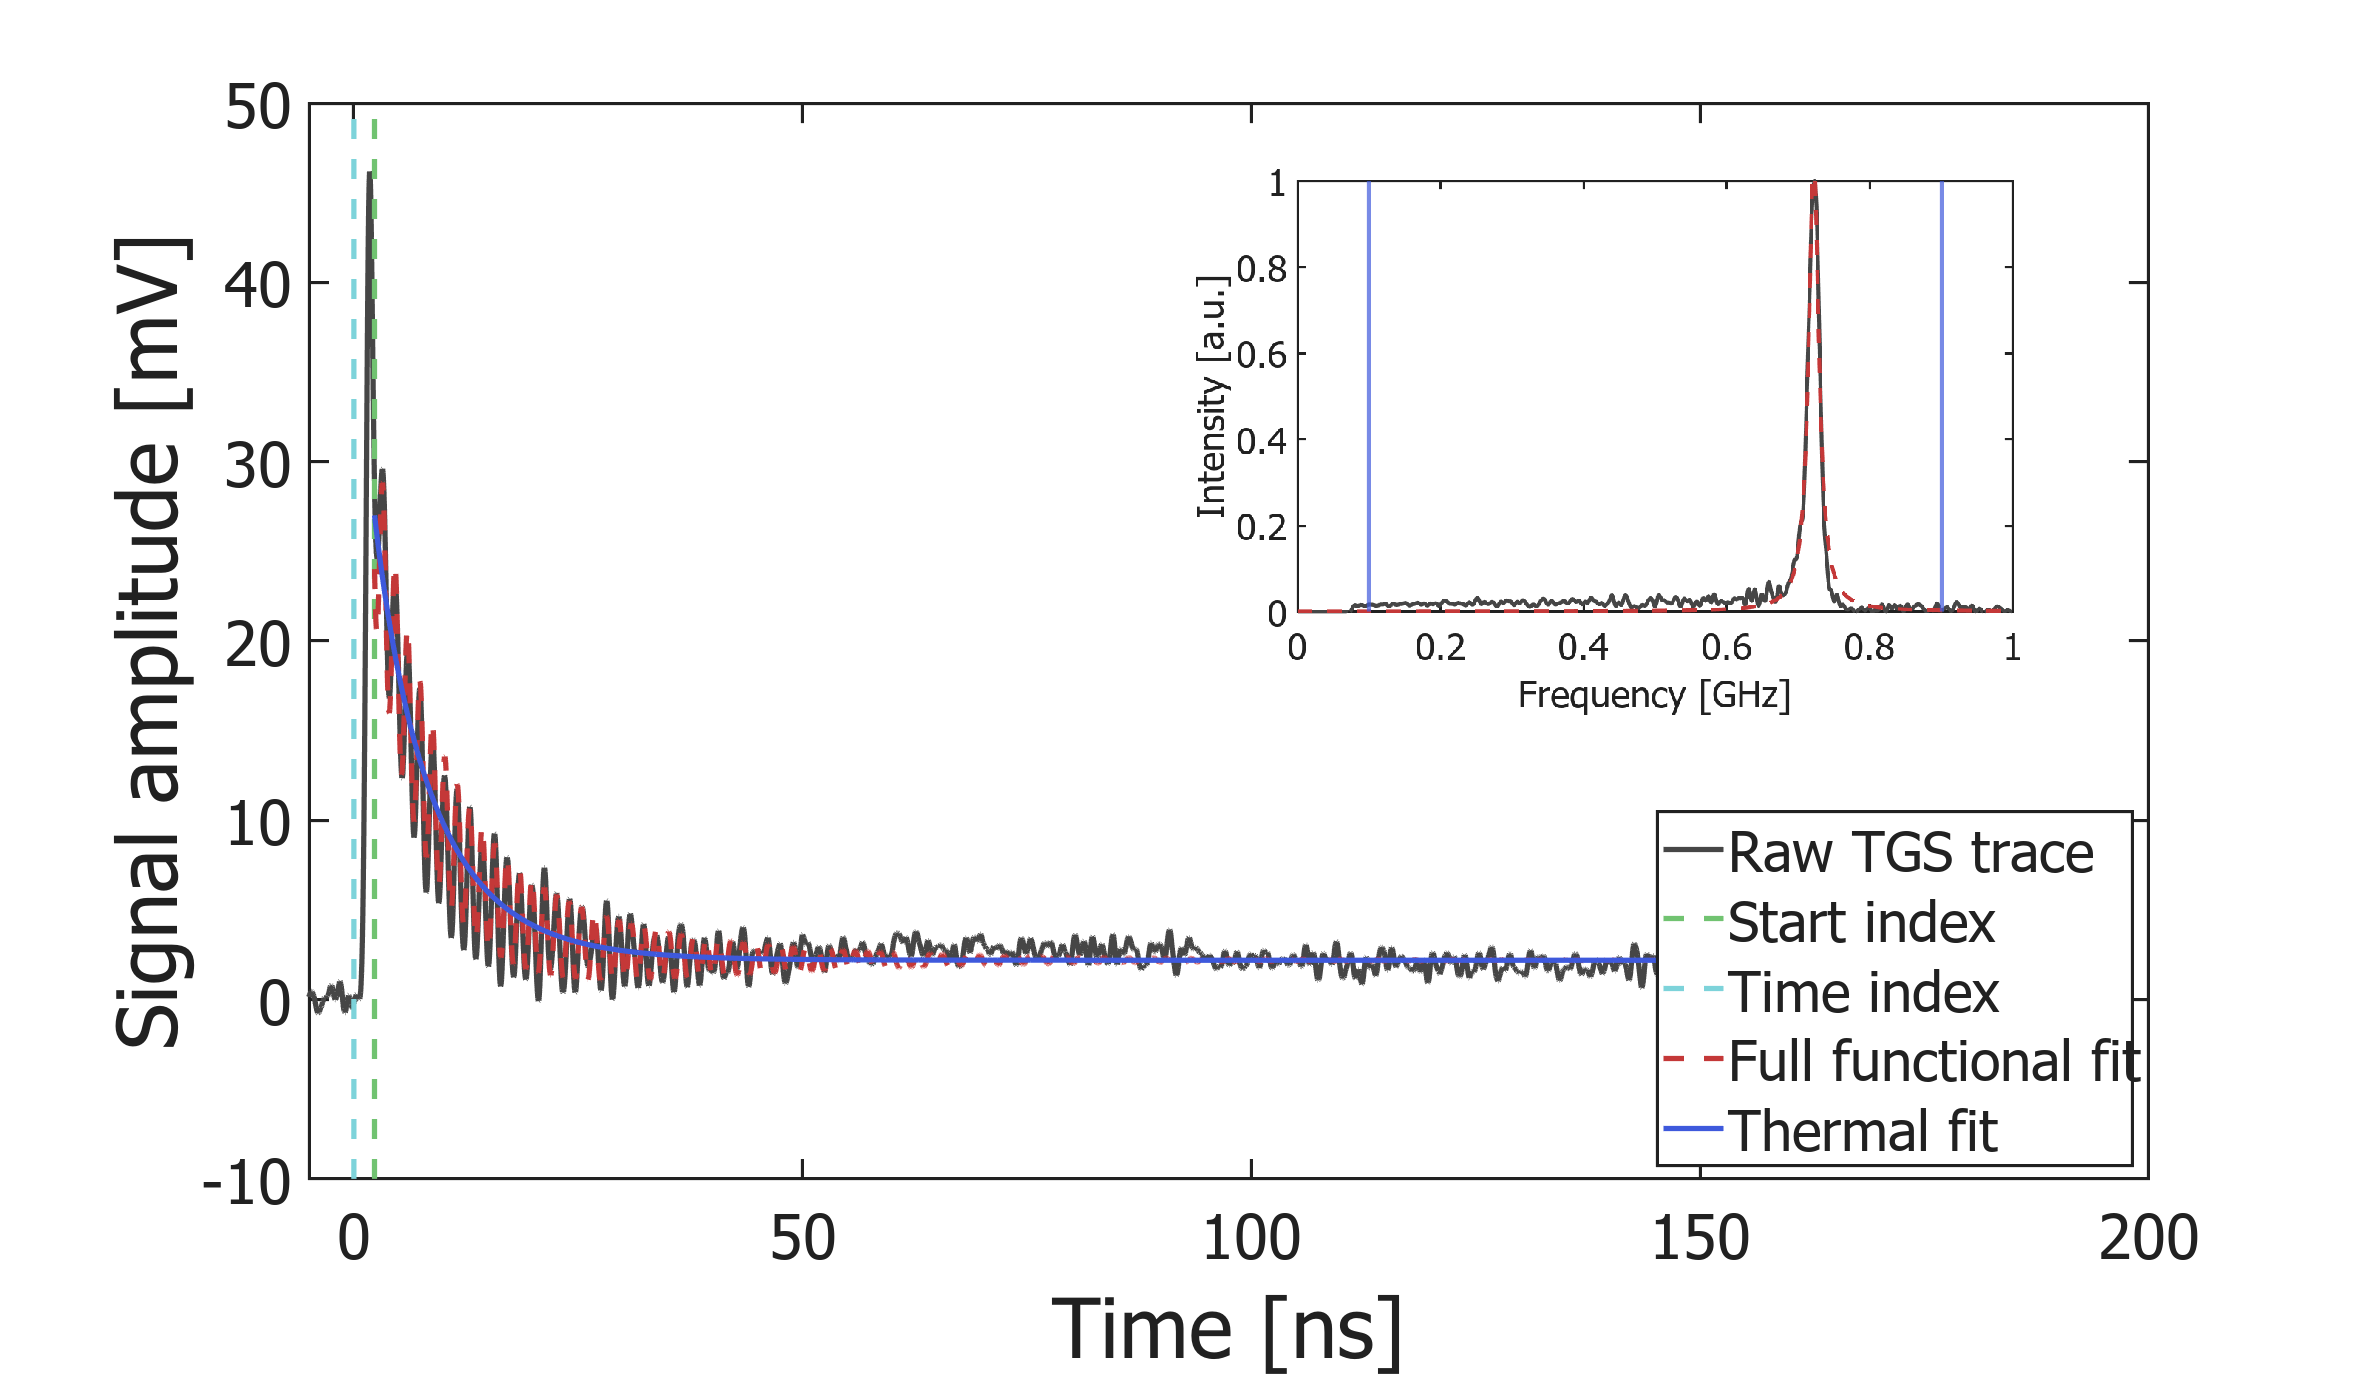 50
40
30
20
10
0
-10
Signal amplitude [mV]
0
50
100
150
200
Time [ns]
1
0.8
0.6
0.4
0.2
0
Intensity [a.u.]
0
0.2
0.4
0.6
0.8
1
Frequency [GHz]
Raw TGS trace
Start index
Time index
Full functional fit
Thermal fit